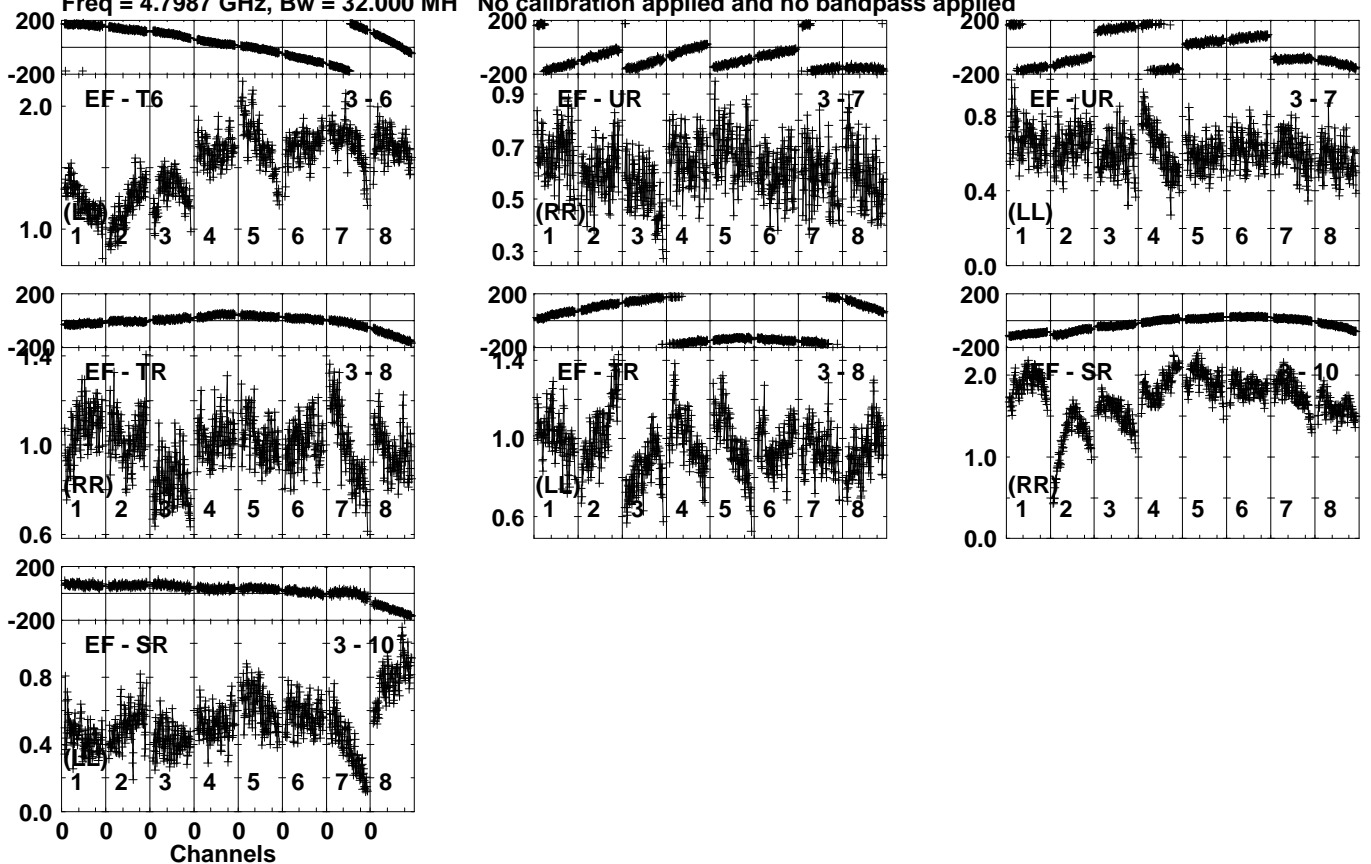 Freq = 4.7987 GHz, Bw = 32.000 MH No calibration applied and no bandpass applied
200
-200
EF - T6 3 - 6
2.0
1.0
1 2 3 4 5 6 7 8
200
-200
EF - UR 3 - 7
0.9
0.7
0.5
0.3
(RR)
1 2 3 4 5 6 7 8
200
-200
EF - UR 3 - 7
0.8
0.4
0.0
(LL)
1 2 3 4 5 6 7 8
200
-200
1.4
EF - TR 3 - 8
1.0
0.6
(RR)
1 2 3 4 5 6 7 8
200
-200
1.4
EF - TR 3 - 8
1.0
0.6
(LL)
1 2 3 4 5 6 7 8
200
-200
EF - SR 3 - 10
2.0
1.0
0.0
(RR)
1 2 3 4 5 6 7 8
200
-200
EF - SR 3 - 10
0.8
0.4
0.0
(LL)
1 2 3 4 5 6 7 8
0 0 0 0 0 0 0 0
Channels